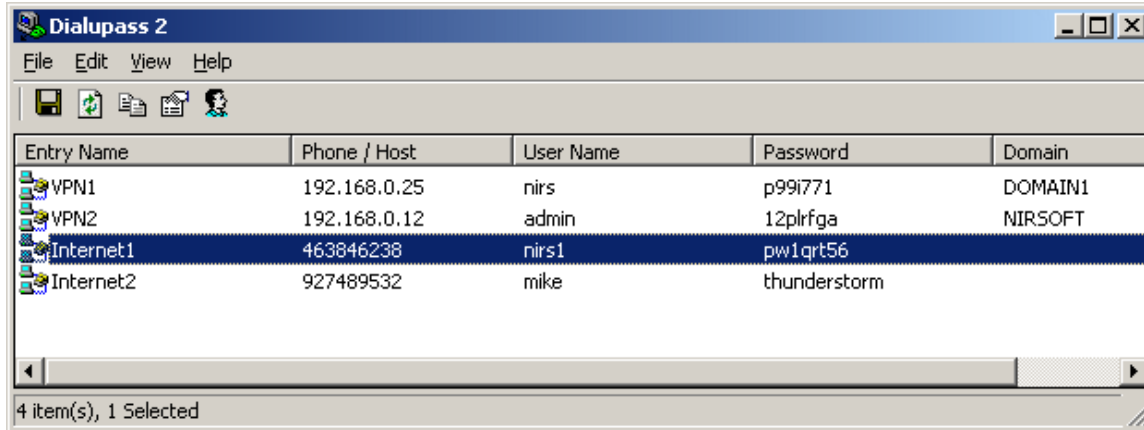 Dialupass 2
File Edit View Help
Entry Name Phone / Host User Name Password Domain
VPN1 192.168.0.25 nirs p99i771 DOMAIN1
VPN2 192.168.0.12 admin 12plrfga NIRSOFT
Internet1 463846238 nirs1 pw1qrt56
Internet2 927489532 mike thunderstorm
4 item(s), 1 Selected